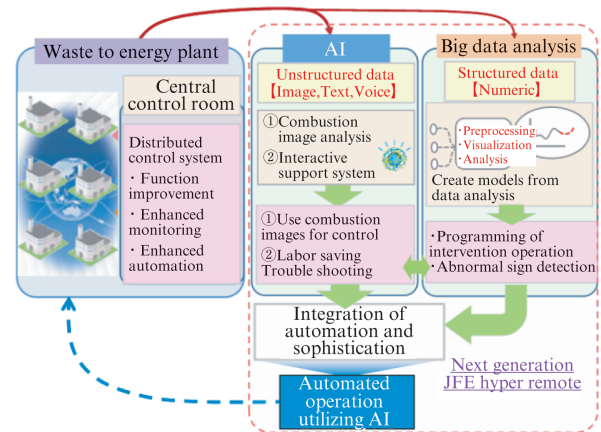 Waste to energy plant
Central
control room
Distributed
control system
・Function
improvement
・Enhanced
monitoring
・Enhanced
automation
AI
Unstructured data
【Image,Text,Voice】
①Combustion
image analysis
②Interactive
support system
①Use combustion
images for control
②Labor saving
Trouble shooting
Big data analysis
Structured data
【Numeric】
・Preprocessing
・Visualization
・Analysis
Create models from
data analysis
・Programming of
intervention operation
・Abnormal sign detection
Integration of
automation and
sophistication
Next generation
JFE hyper remote
Automated
operation
utilizing AI